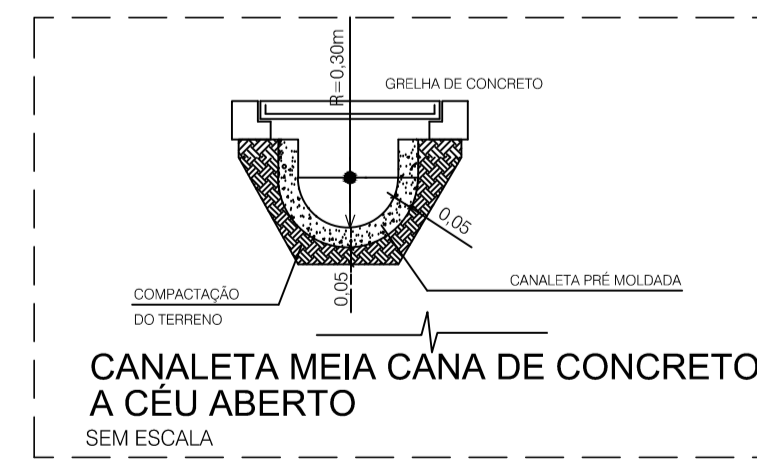 R=0,30m
GRELHA DE CONCRETO
0,05
CANALETA PRÉ MOLDADA
COMPACTAÇÃO
DO TERRENO
0,05
CANALETA MEIA CANA DE CONCRETO
A CÉU ABERTO
SEM ESCALA